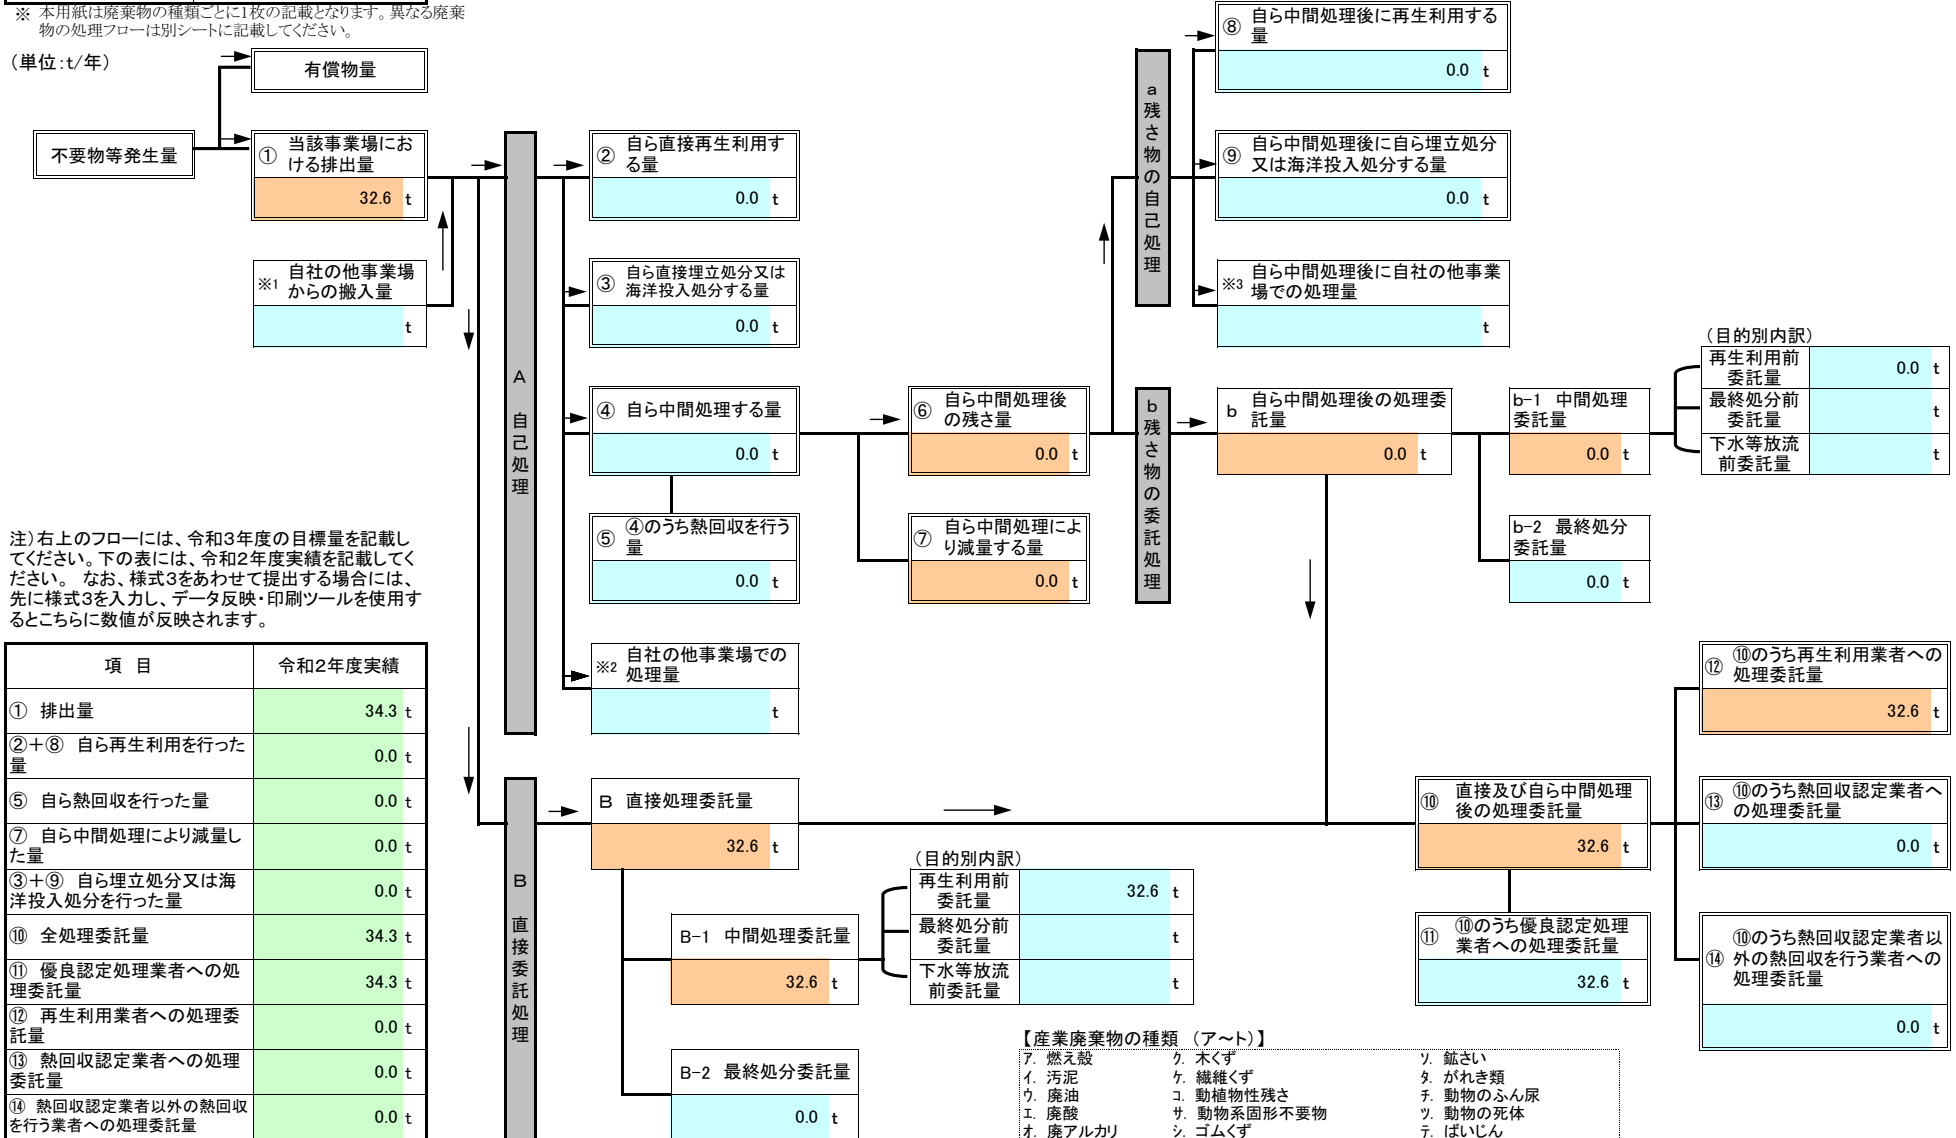 ※ 本用紙は廃棄物の種類ごとに1枚の記載となります。異なる廃棄
物の処理フローは別シートに記載してください。
(単位:t/年)
有償物量
不要物等発生量
① 当該事業場にお
ける排出量
32.6 t
※1 自社の他事業場
からの搬入量
t
A 自己処理
② 自ら直接再生利用す
る量
0.0 t
③ 自ら直接埋立処分又は
海洋投入処分する量
0.0 t
④ 自ら中間処理する量
0.0 t
⑤ ④のうち熱回収を行う
量
0.0 t
※2 自社の他事業場での
処理量
t
⑥ 自ら中間処理後
の残さ量
0.0 t
⑦ 自ら中間処理によ
り減量する量
0.0 t
a 残さ物の自己処理
⑧ 自ら中間処理後に再生利用する
量
0.0 t
⑨ 自ら中間処理後に自ら埋立処分
又は海洋投入処分する量
0.0 t
※3 自ら中間処理後に自社の他事業
場での処理量
t
b 残さ物の委託処理
b 自ら中間処理後の処理委
託量
0.0 t
b-1 中間処理
委託量
0.0 t
b-2 最終処分
委託量
0.0 t
(目的別内訳)
再生利用前
委託量
0.0 t
最終処分前
委託量
t
下水等放流
前委託量
t
注)右上のフローには、令和3年度の目標量を記載し
てください。下の表には、令和2年度実績を記載してく
ださい。 なお、様式3をあわせて提出する場合には、
先に様式3を入力し、データ反映・印刷ツールを使用す
るとこちらに数値が反映されます。
項 目 令和2年度実績
① 排出量 34.3 t
②+⑧ 自ら再生利用を行った
量 0.0 t
⑤ 自ら熱回収を行った量 0.0 t
⑦ 自ら中間処理により減量し
た量 0.0 t
③+⑨ 自ら埋立処分又は海
洋投入処分を行った量 0.0 t
⑩ 全処理委託量 34.3 t
⑪ 優良認定処理業者への処
理委託量 34.3 t
⑫ 再生利用業者への処理委
託量 0.0 t
⑬ 熱回収認定業者への処理
委託量 0.0 t
⑭ 熱回収認定業者以外の熱回収
を行う業者への処理委託量 0.0 t
B 直接委託処理
B 直接処理委託量
32.6 t
B-1 中間処理委託量
32.6 t
B-2 最終処分委託量
0.0 t
(目的別内訳)
再生利用前
委託量
32.6 t
最終処分前
委託量
t
下水等放流
前委託量
t
⑩ 直接及び自ら中間処理
後の処理委託量
32.6 t
⑪ ⑩のうち優良認定処理
業者への処理委託量
32.6 t
⑫ ⑩のうち再生利用業者への
処理委託量
32.6 t
⑬ ⑩のうち熱回収認定業者へ
の処理委託量
0.0 t
⑭ ⑩のうち熱回収認定業者以
外の熱回収を行う業者への
処理委託量
0.0 t
【産業廃棄物の種類 (ア~ト)】
ア. 燃え殻 ク. 木くず ソ. 鉱さい
イ. 汚泥 ケ. 繊維くず タ. がれき類
ウ. 廃油 コ. 動植物性残さ チ. 動物のふん尿
エ. 廃酸 サ. 動物系固形不要物 ツ. 動物の死体
オ. 廃アルカリ シ. ゴムくず テ. ばいじん